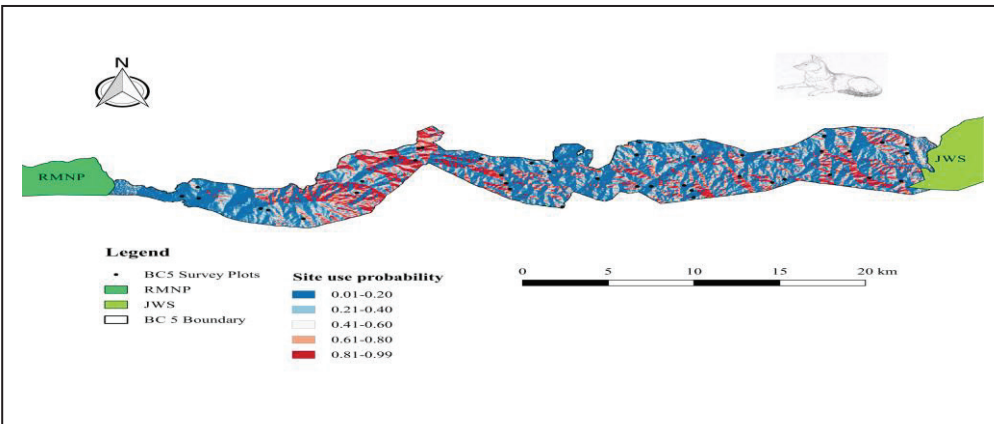 N
RMNP
JWS
Legend
BC5 Survey Plots
RMNP
JWS
BC 5 Boundary
Site use probability
0.01-0.20
0.21-0.40
0.41-0.60
0.61-0.80
0.81-0.99
0 5 10 15 20 km